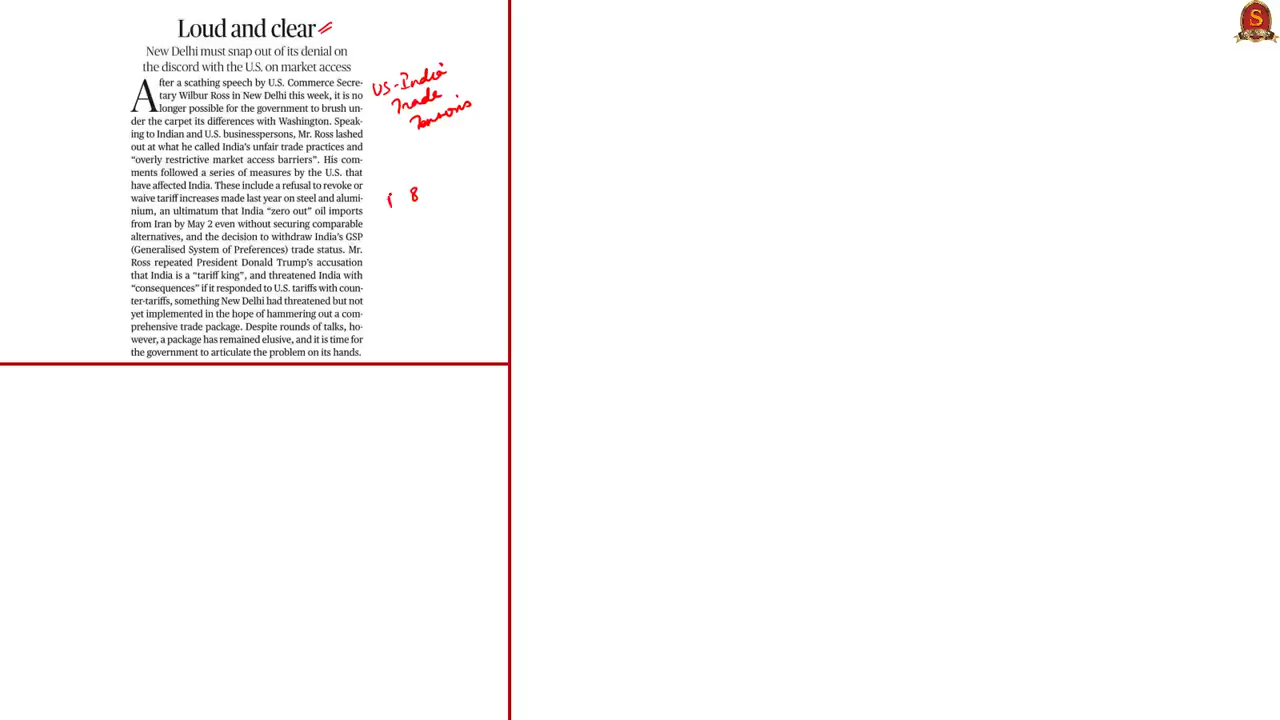 Loud and clear
New Delhi must snap out of its denial on
the discord with the U.S. on market access
After a scathing speech by U.S. Commerce Secre-
tary Wilbur Ross in New Delhi this week, it is no
longer possible for the government to brush un-
der the carpet its differences with Washington. Speak-
ing to Indian and U.S. businesspersons, Mr. Ross lashed
out at what he called India's unfair trade practices and
“overly restrictive market access barriers”. His com-
ments followed a series of measures by the U.S. that
have affected India. These include a refusal to revoke or
waive tariff increases made last year on steel and alumi-
nium, an ultimatum that India “zero out” oil imports
from Iran by May 2 even without securing comparable
alternatives, and the decision to withdraw India's GSP
(Generalised System of Preferences) trade status. Mr.
Ross repeated President Donald Trump's accusation
that India is a “tariff king”, and threatened India with
“consequences” if it responded to U.S. tariffs with coun-
ter-tariffs, something New Delhi had threatened but not
yet implemented in the hope of hammering out a com-
prehensive trade package. Despite rounds of talks, ho-
wever, a package has remained elusive, and it is time for
the government to articulate the problem on its hands.
US-India
Trade
8
S